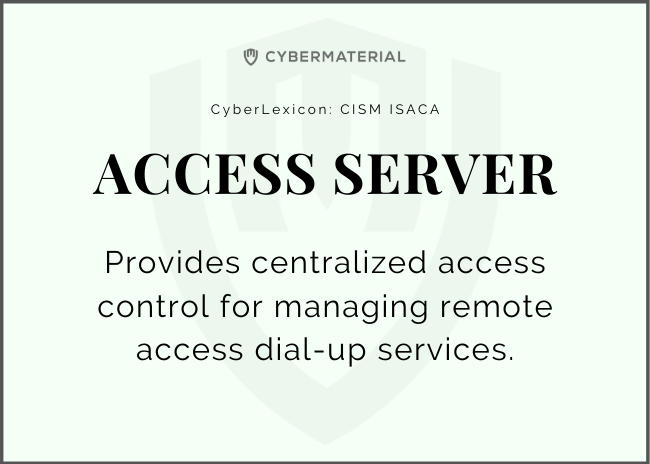 CYBERMATERIAL
CyberLexicon: CISM ISACA
ACCESS SERVER
Provides centralized access
control for managing remote
access dial-up services.